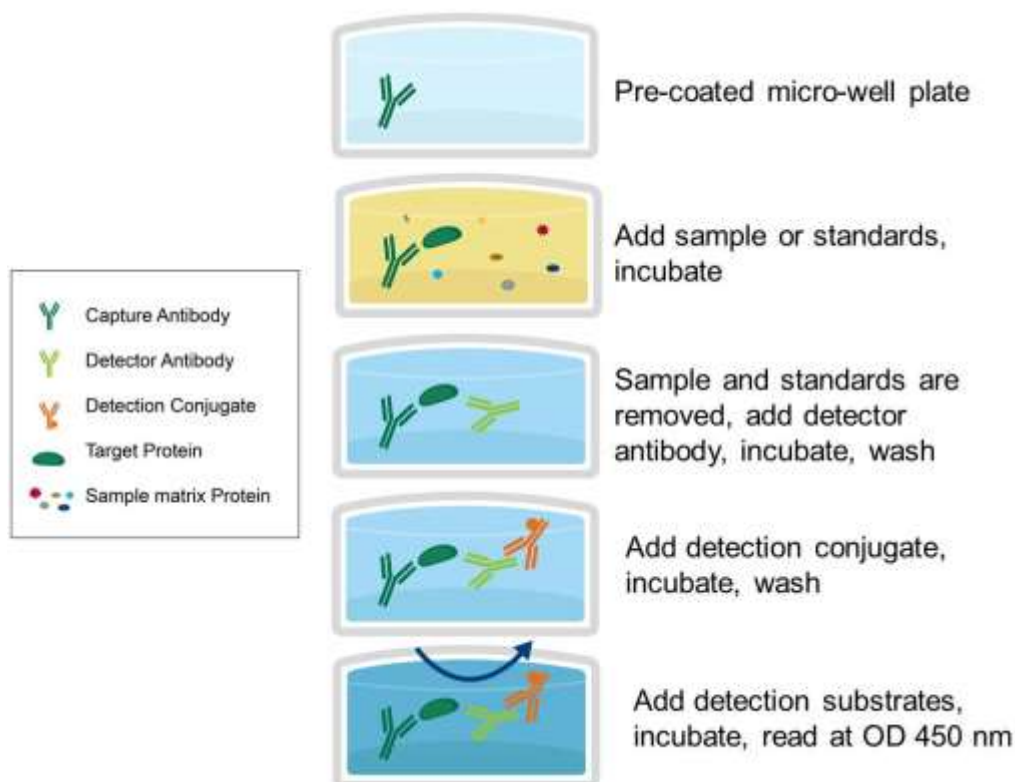 Pre-coated micro-well plate
Add sample or standards,
incubate
Capture Antibody
Detector Antibody
Detection Conjugate
Target Protein
Sample matrix Protein
Sample and standards are
removed, add detector
antibody, incubate, wash
Add detection conjugate,
incubate, wash
Add detection substrates,
incubate, read at OD 450 nm